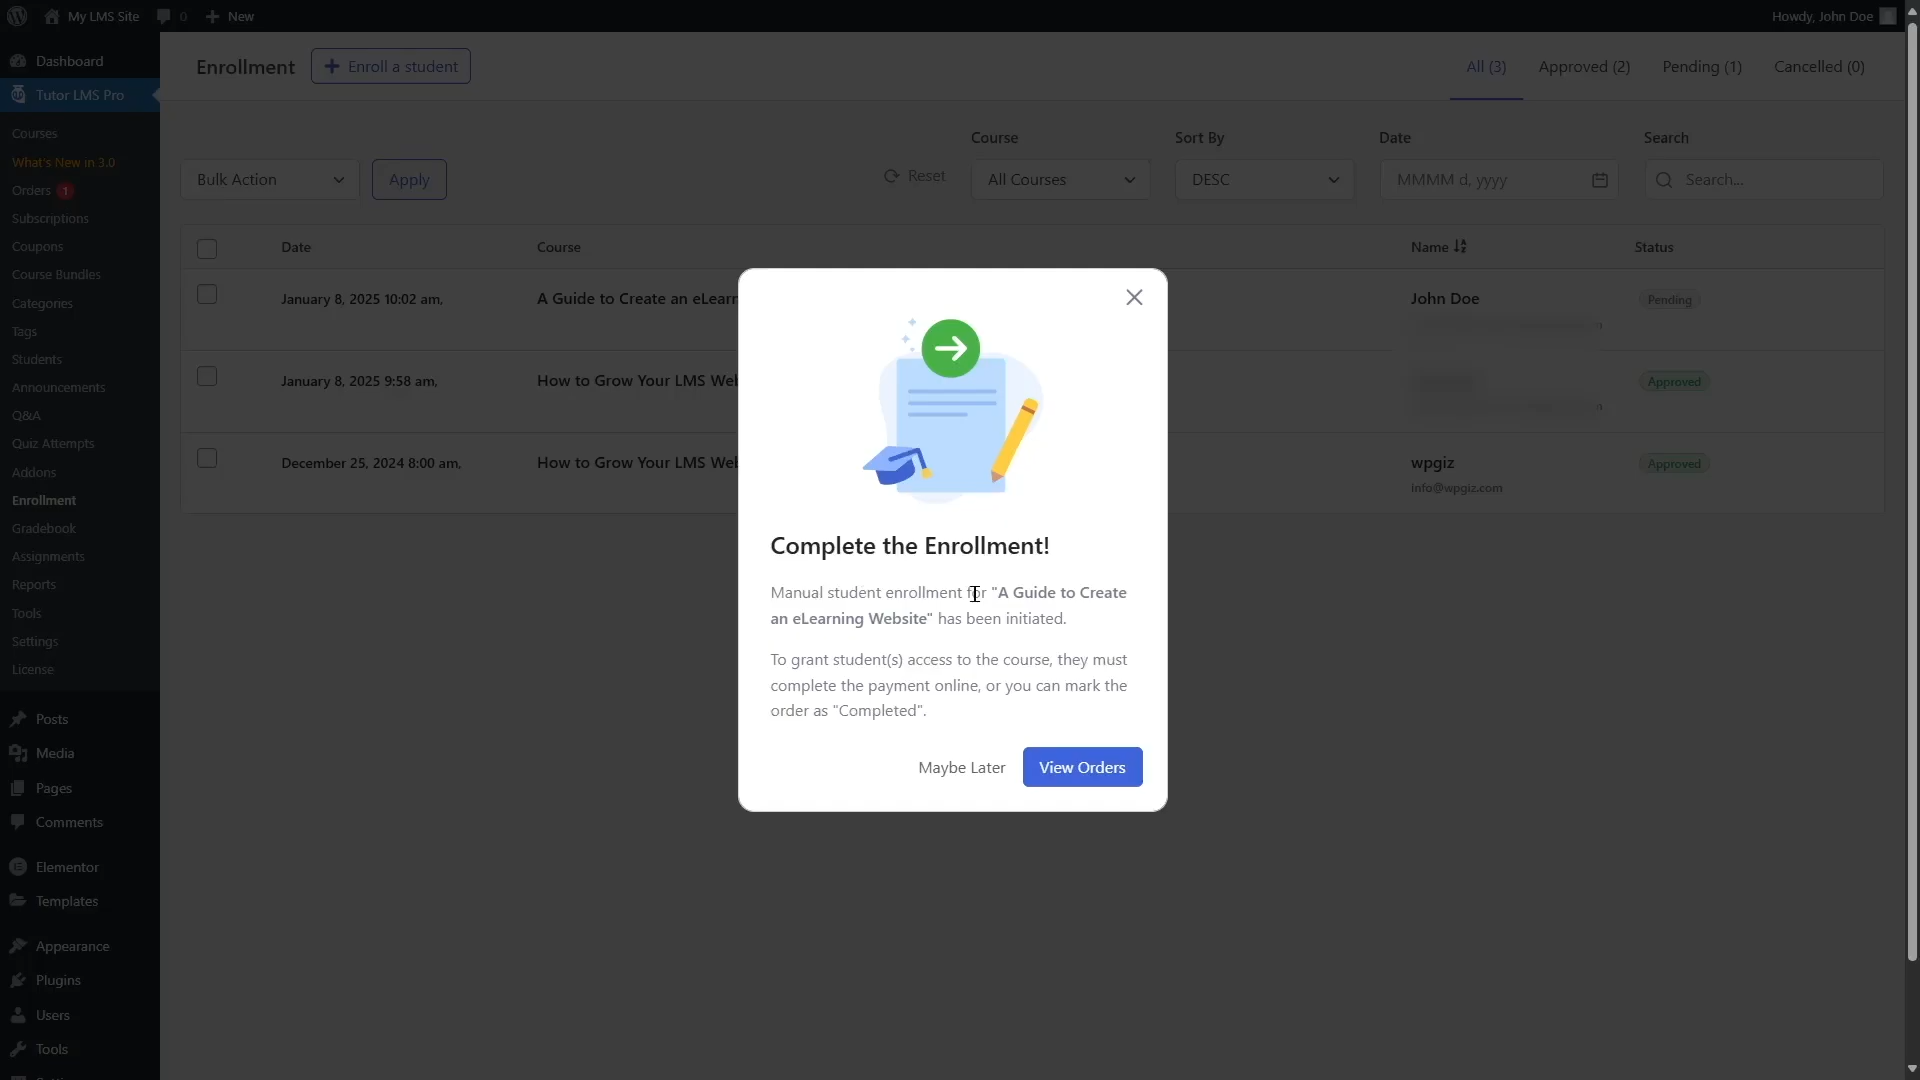 My LMS Site
0
New
Howdy, John Doe
Dashboard
Tutor LMS Pro
Courses
What's New in 3.0
Orders 1
Subscriptions
Coupons
Course Bundles
Categories
Tags
Students
Announcements
Q&A
Quiz Attempts
Addons
Enrollment
Gradebook
Assignments
Reports
Tools
Settings
License
Posts
Media
Pages
Comments
Elementor
Templates
Appearance
Plugins
Users
Tools
Enrollment
Enroll a student
All (3)
Approved (2)
Pending (1)
Cancelled (0)
Course
Sort By
Date
Search
Bulk Action
Apply
Reset
All Courses
DESC
MMMM d, yyyy
Search...
Date
Course
Name
Status
January 8, 2025 10:02 am,
A Guide to Create an eLearn
John Doe
Pending
January 8, 2025 9:58 am,
How to Grow Your LMS Web
Approved
December 25, 2024 8:00 am,
How to Grow Your LMS Web
wpgiz
info@wpgiz.com
Approved
Complete the Enrollment!
Manual student enrollment for "A Guide to Create
an eLearning Website" has been initiated.
To grant student(s) access to the course, they must
complete the payment online, or you can mark the
order as "Completed".
Maybe Later
View Orders